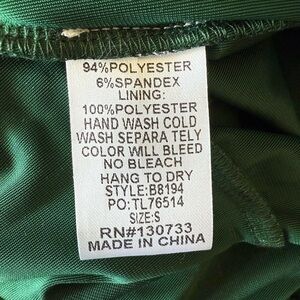 94%POLYESTER
6%SPANDEX
LINING:
100%POLYESTER
HAND WASH COLD
WASH SEPARA TELY
COLOR WILL BLEED
NO BLEACH
HANG TO DRY
STYLE:B8194
PO:TL76514
SIZE:S
RN#130733
MADE IN CHINA